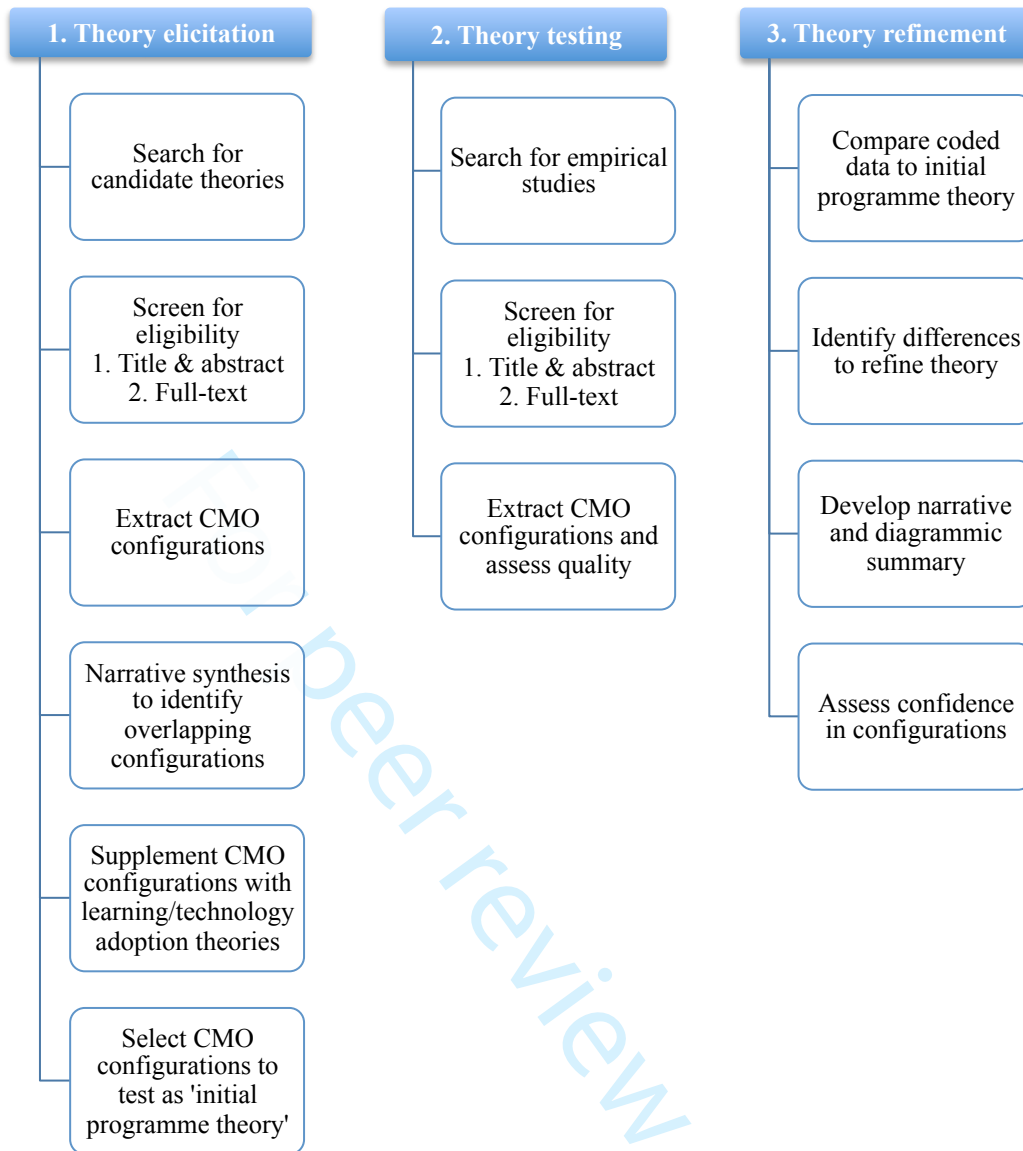 1. Theory elicitation
Search for
candidate theories
Screen for
eligibility
1. Title & abstract
2. Full-text
Extract CMO
configurations
Narrative synthesis
to identify
overlapping
configurations
Supplement CMO
configurations with
learning/technology
adoption theories
Select CMO
configurations to
test as 'initial
programme theory'
2. Theory testing
Search for empirical
studies
Screen for
eligibility
1. Title & abstract
2. Full-text
Extract CMO
configurations and
assess quality
3. Theory refinement
Compare coded
data to initial
programme theory
Identify differences
to refine theory
Develop narrative
and diagrammic
summary
Assess confidence
in configurations
For peer review